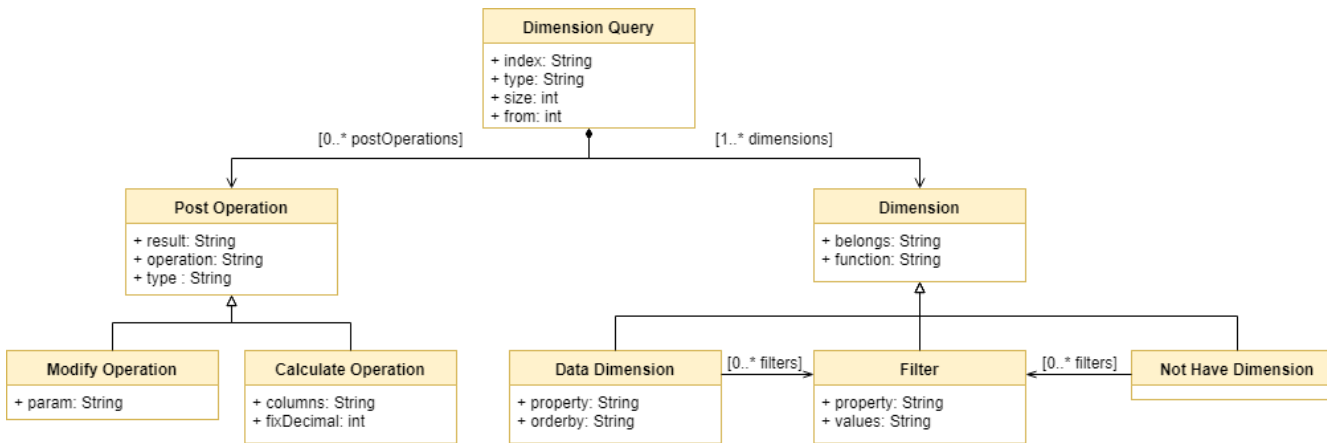 Dimension Query
+ index: String
+ type: String
+ size: int
+ from: int
[0..* postOperations]
[1..* dimensions]
Post Operation
+ result: String
+ operation: String
+ type : String
Dimension
+ belongs: String
+ function: String
Modify Operation
+ param: String
Calculate Operation
+ columns: String
+ fixDecimal: int
Data Dimension
+ property: String
+ orderby: String
[0..* filters]
Filter
+ property: String
+ values: String
[0..* filters]
Not Have Dimension